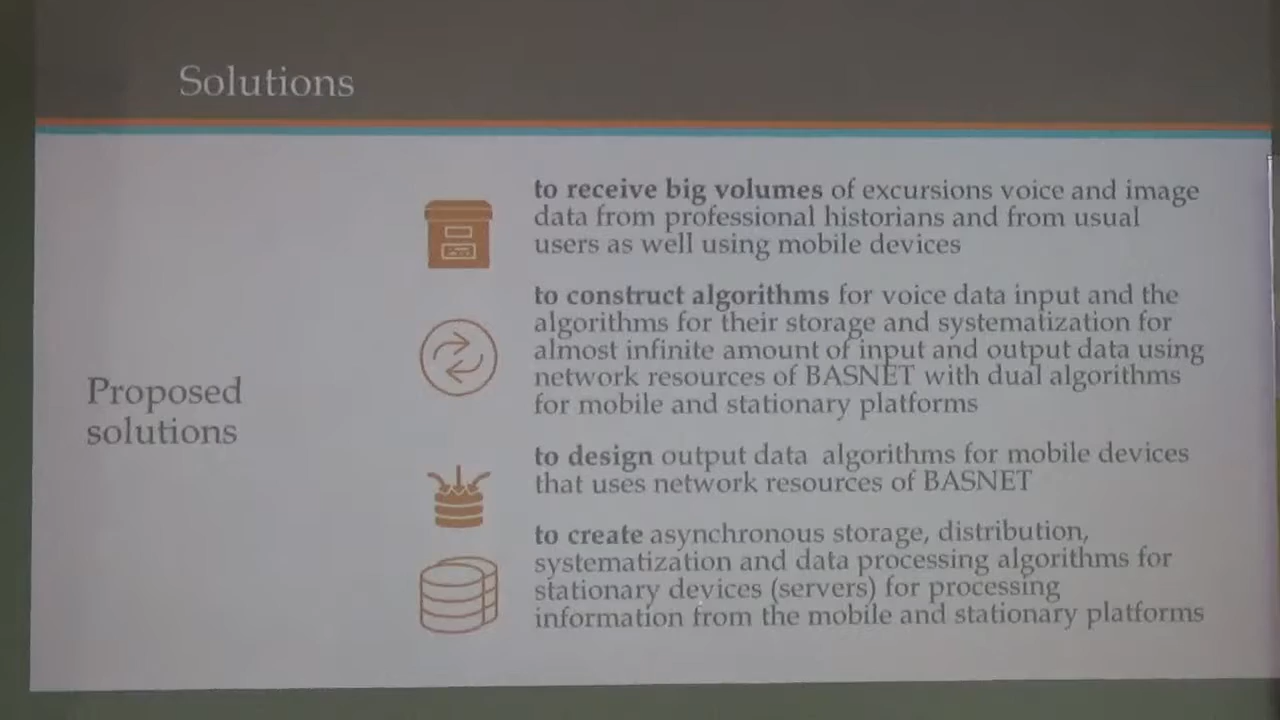 Solutions
Proposed
solutions
to receive big volumes of excursions voice and image
data from professional historians and from usual
users as well using mobile devices
to construct algorithms for voice data input and the
algorithms for their storage and systematization for
almost infinite amount of input and output data using
network resources of BASNET with dual algorithms
for mobile and stationary platforms
to design output data algorithms for mobile devices
that uses network resources of BASNET
to create asynchronous storage, distribution,
systematization and data processing algorithms for
stationary devices (servers) for processing
information from the mobile and stationary platforms